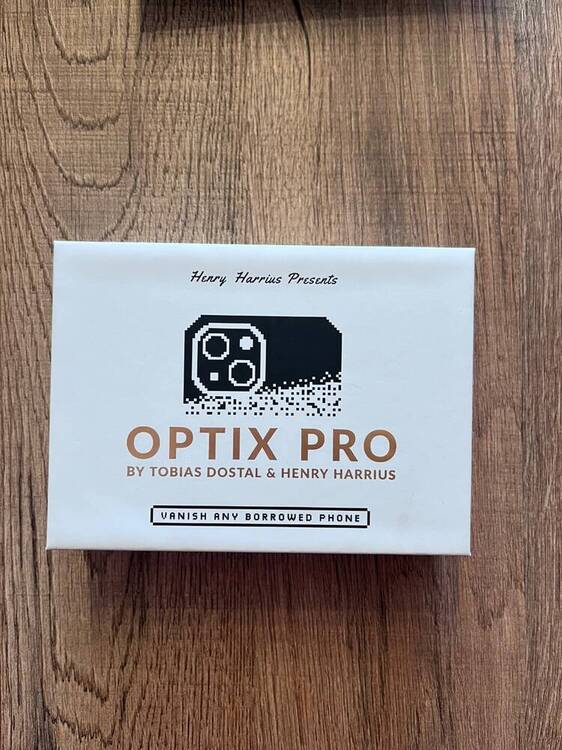 Henry Harrius Presents
OPTIX PRO
BY TOBIAS DOSTAL & HENRY HARRIUS
VANISH ANY BORROWED PHONE